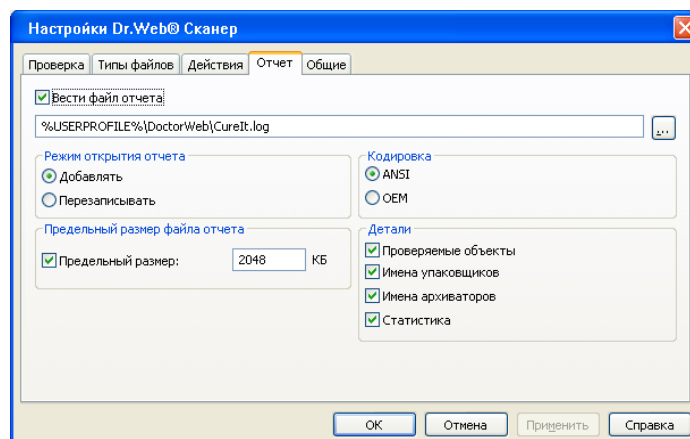 Настройки Dr.Web® Сканер
Проверка Типы файлов Действия Отчет Общие
Вести файл отчета
%USERPROFILE%\DoctorWeb\CureIt.log
...
Режим открытия отчета
Добавлять
Перезаписывать
Кодировка
ANSI
OEM
Предельный размер файла отчета
Предельный размер: 2048 КБ
Детали
Проверяемые объекты
Имена упаковщиков
Имена архиваторов
Статистика
ОК Отмена Применить Справка